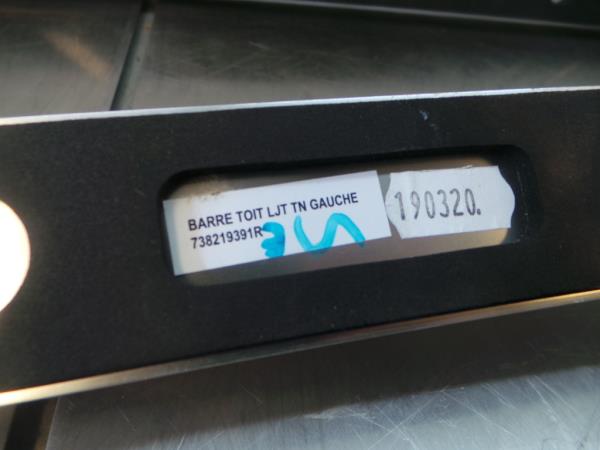 BARRE TOIT LJT TN GAUCHE
738219391R
190320.